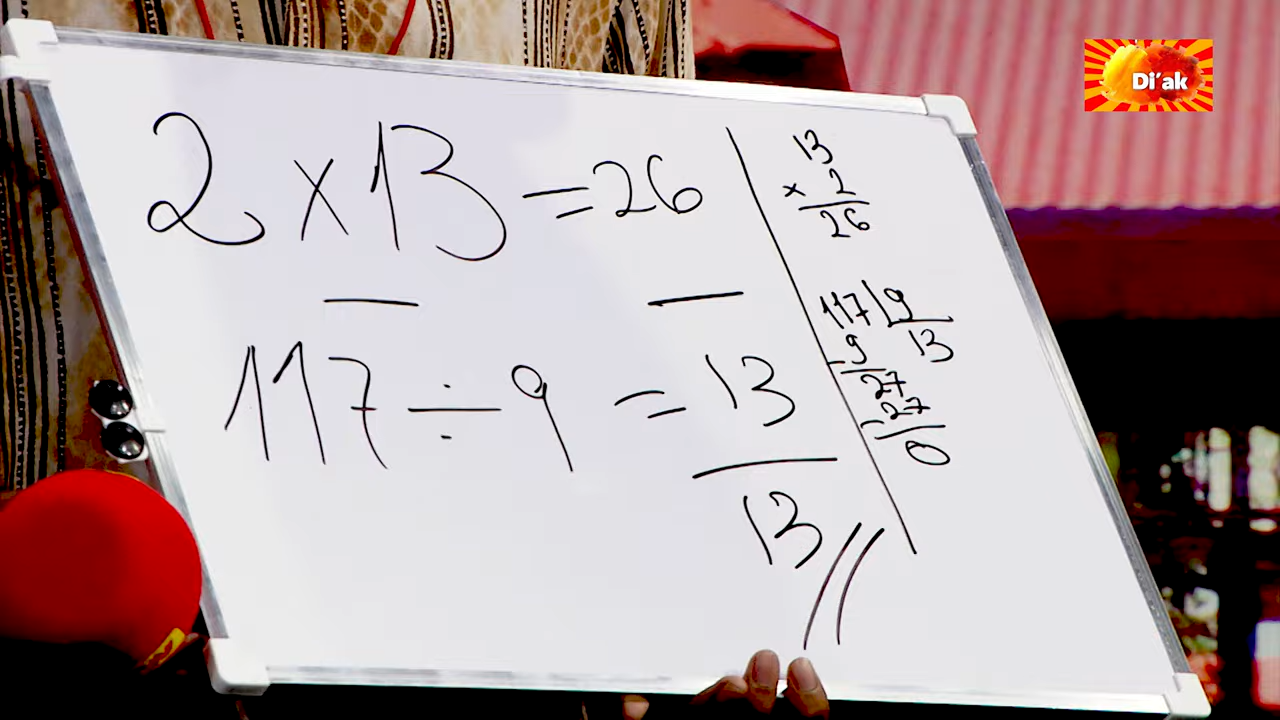 2 x 13 = 26
—
—
117 ÷ 9 = 13
13 //
13
x 2
26
117 | 9
13
- 9
27
- 27
0
Di'ak